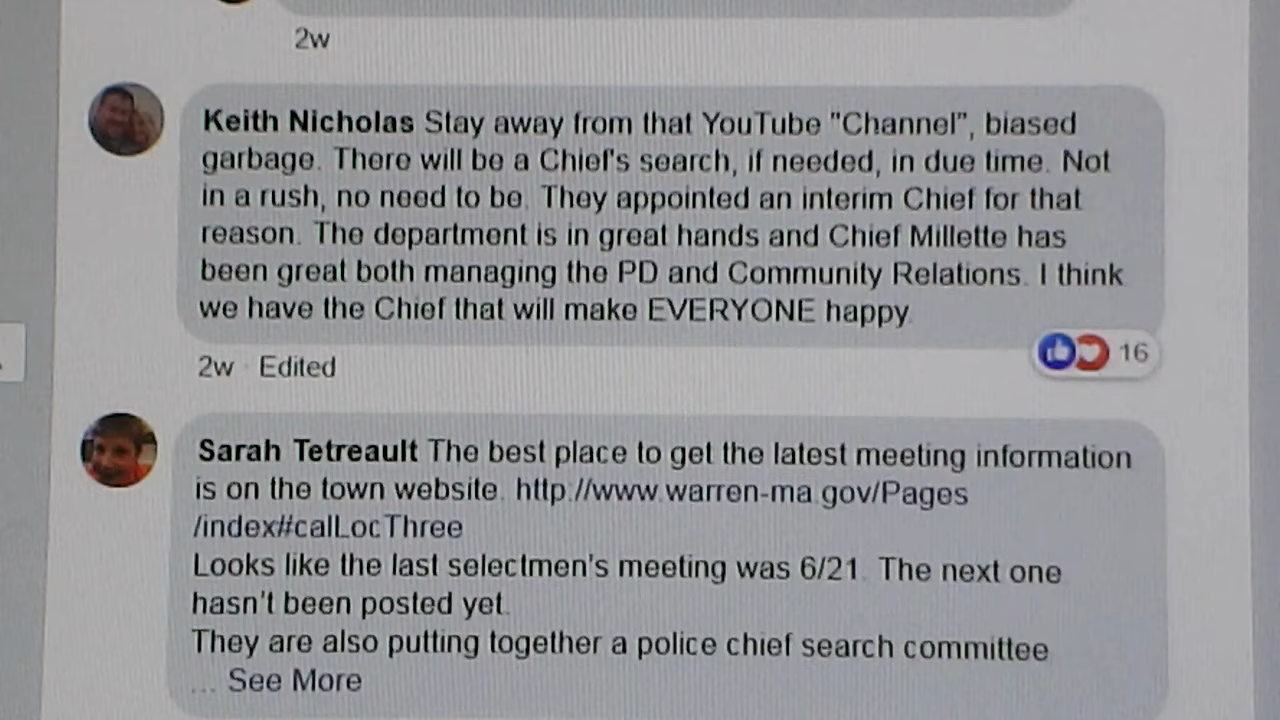 2w
Keith Nicholas Stay away from that YouTube "Channel", biased
garbage. There will be a Chief's search, if needed, in due time. Not
in a rush, no need to be. They appointed an interim Chief for that
reason. The department is in great hands and Chief Millette has
been great both managing the PD and Community Relations. I think
we have the Chief that will make EVERYONE happy.
2w · Edited
16
Sarah Tetreault The best place to get the latest meeting information
is on the town website. http://www.warren-ma.gov/Pages
/index#calLocThree
Looks like the last selectmen's meeting was 6/21. The next one
hasn't been posted yet.
They are also putting together a police chief search committee
... See More